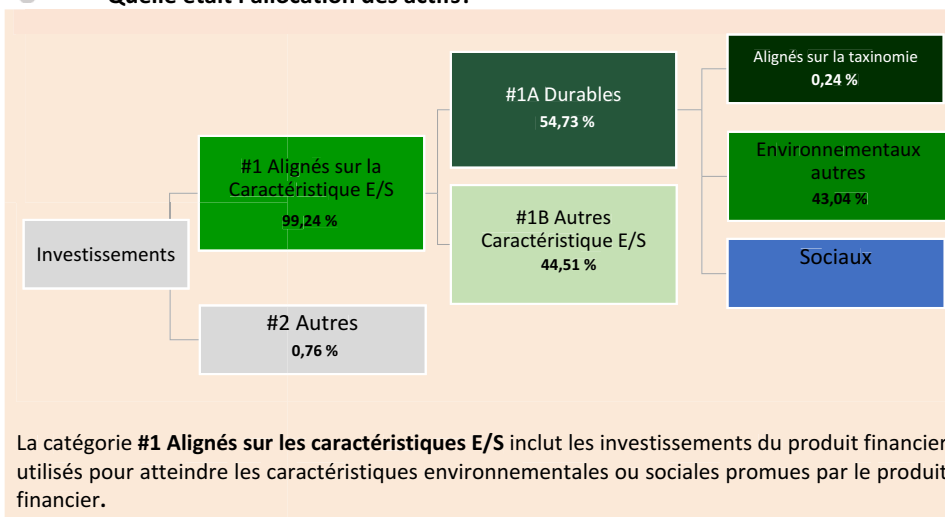 Quelle était l'allocation des actifs?
Alignés sur la taxinomie
0,24 %
#1A Durables
54,73 %
Environnementaux
autres
43,04 %
#1 Alignés sur la
Caractéristique E/S
99,24 %
#1B Autres
Caractéristique E/S
44,51 %
Investissements
Sociaux
#2 Autres
0,76 %
La catégorie #1 Alignés sur les caractéristiques E/S inclut les investissements du produit financier
utilisés pour atteindre les caractéristiques environnementales ou sociales promues par le produit
financier.